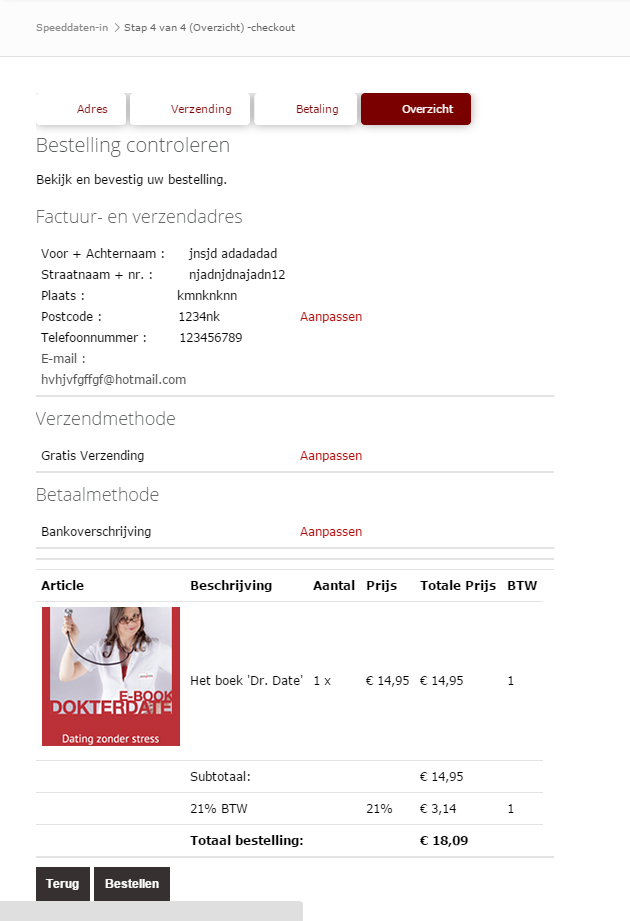 Speeddaten-in > Stap 4 van 4 (Overzicht) -checkout
Adres Verzending Betaling Overzicht
Bestelling controleren
Bekijk en bevestig uw bestelling.
Factuur- en verzendadres
Voor + Achternaam : jnsjd adadadad
Straatnaam + nr. : njadnjdnajadn12
Plaats : kmnknknn
Postcode : 1234nk Aanpassen
Telefoonnummer : 123456789
E-mail :
hvhjvfgffgf@hotmail.com
Verzendmethode
Gratis Verzending Aanpassen
Betaalmethode
Bankoverschrijving Aanpassen
Article Beschrijving Aantal Prijs Totale Prijs BTW
E-BOOK
DOKTERDATE
Dating zonder stress
Het boek 'Dr. Date' 1 x € 14,95 € 14,95 1
Subtotaal: € 14,95
21% BTW 21% € 3,14 1
Totaal bestelling: € 18,09
Terug Bestellen